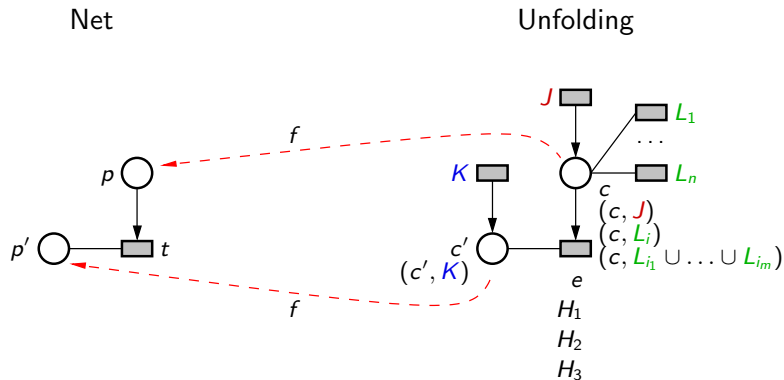 Net
Unfolding
J
L1
...
Ln
f
p
K
c
(c, J)
(c, Li)
(c, Li1 ∪ ... ∪ Lim)
p′
t
c′
(c′, K)
e
f
H1
H2
H3